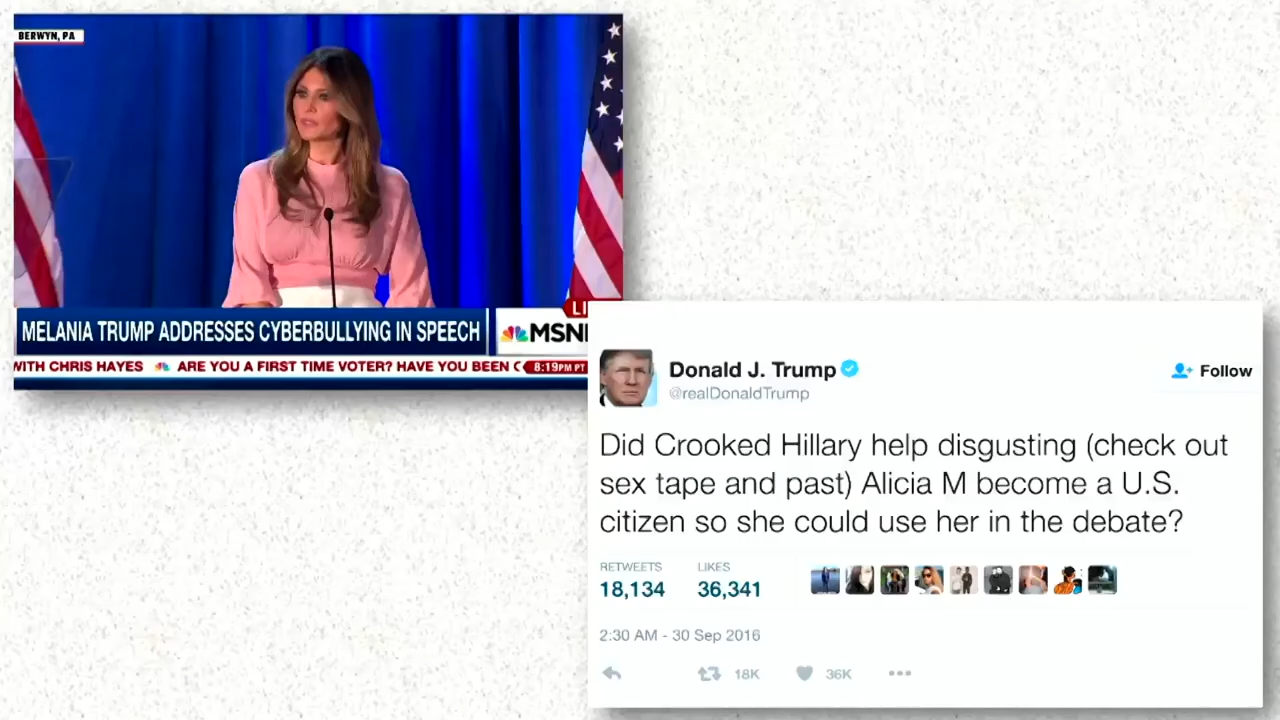 BERWYN, PA
MELANIA TRUMP ADDRESSES CYBERBULLYING IN SPEECH
WITH CHRIS HAYES ARE YOU A FIRST TIME VOTER? HAVE YOU BEEN 8:19PM PT
Donald J. Trump
@realDonaldTrump
Follow
Did Crooked Hillary help disgusting (check out
sex tape and past) Alicia M become a U.S.
citizen so she could use her in the debate?
RETWEETS LIKES
18,134 36,341
2:30 AM - 30 Sep 2016
18K 36K